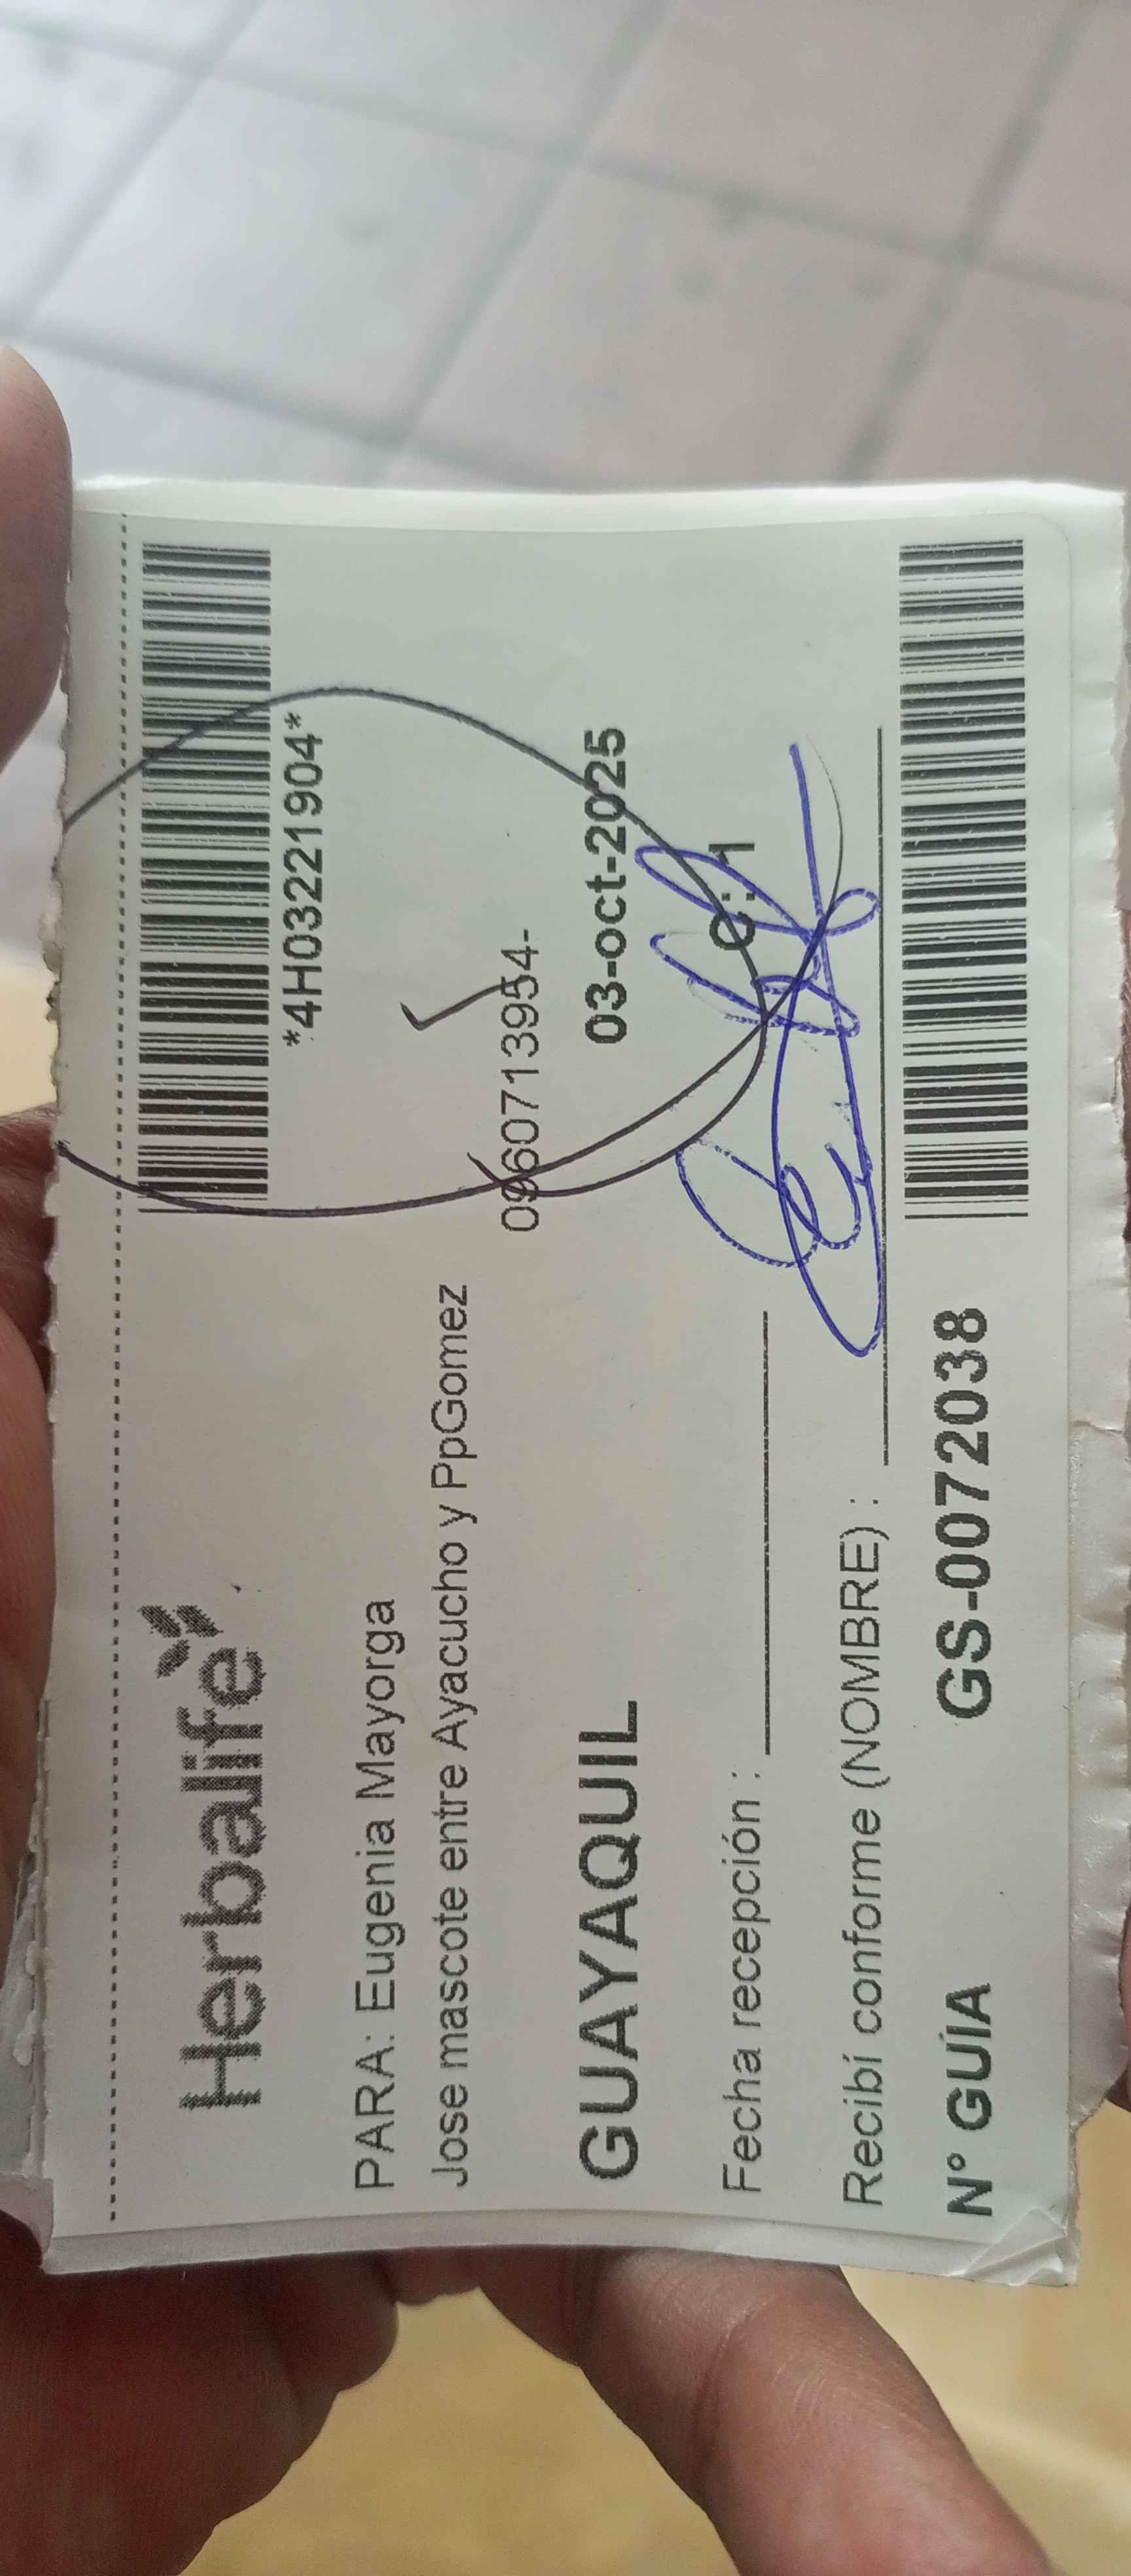 Herbalife
*4H03221904*
PARA: Eugenia Mayorga
Jose mascote entre Ayacucho y PpGomez
0960713954-
GUAYAQUIL 03-oct-2025
Fecha recepción : C: 1
Recibí conforme (NOMBRE) :
N° GUÍA GS-0072038